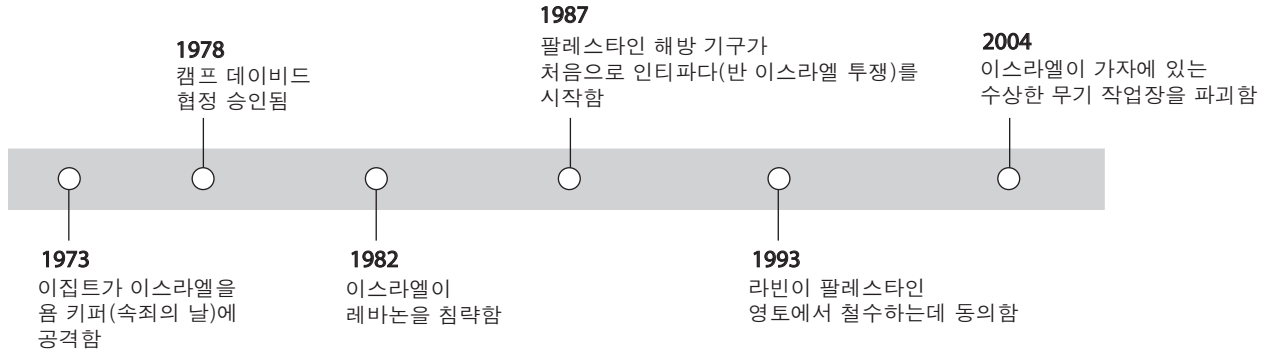 1973
이집트가 이스라엘을
욤 키퍼(속죄의 날)에
공격함
1978
캠프 데이비드
협정 승인됨
1982
이스라엘이
레바논을 침략함
1987
팔레스타인 해방 기구가
처음으로 인티파다(반 이스라엘 투쟁)를
시작함
1993
라빈이 팔레스타인
영토에서 철수하는데 동의함
2004
이스라엘이 가자에 있는
수상한 무기 작업장을 파괴함